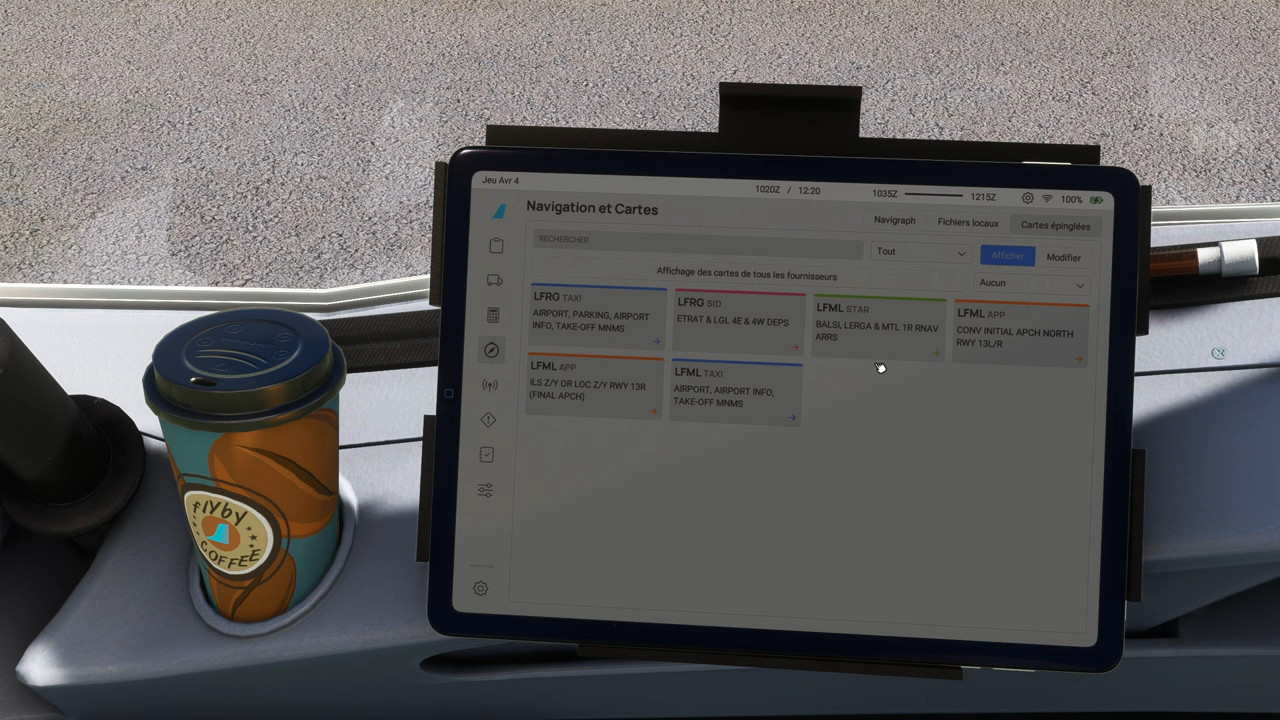 Jeu Avr 4
1020Z / 12:20
1035Z
1215Z
100%
Navigation et Cartes
Navigraph
Fichiers locaux
Cartes épinglées
RECHERCHER
Tout
Afficher
Modifier
Affichage des cartes de tous les fournisseurs
Aucun
LFRG TAXI
AIRPORT, PARKING, AIRPORT
INFO, TAKE-OFF MNMS
LFRG SID
ETRAT & LGL 4E & 4W DEPS
LFML STAR
BALSI, LERGA & MTL 1R RNAV
ARRS
LFML APP
CONV INITIAL APCH NORTH
RWY 13L/R
LFML APP
ILS Z/Y OR LOC Z/Y RWY 13R
(FINAL APCH)
LFML TAXI
AIRPORT, AIRPORT INFO,
TAKE-OFF MNMS
flyby
COFFEE